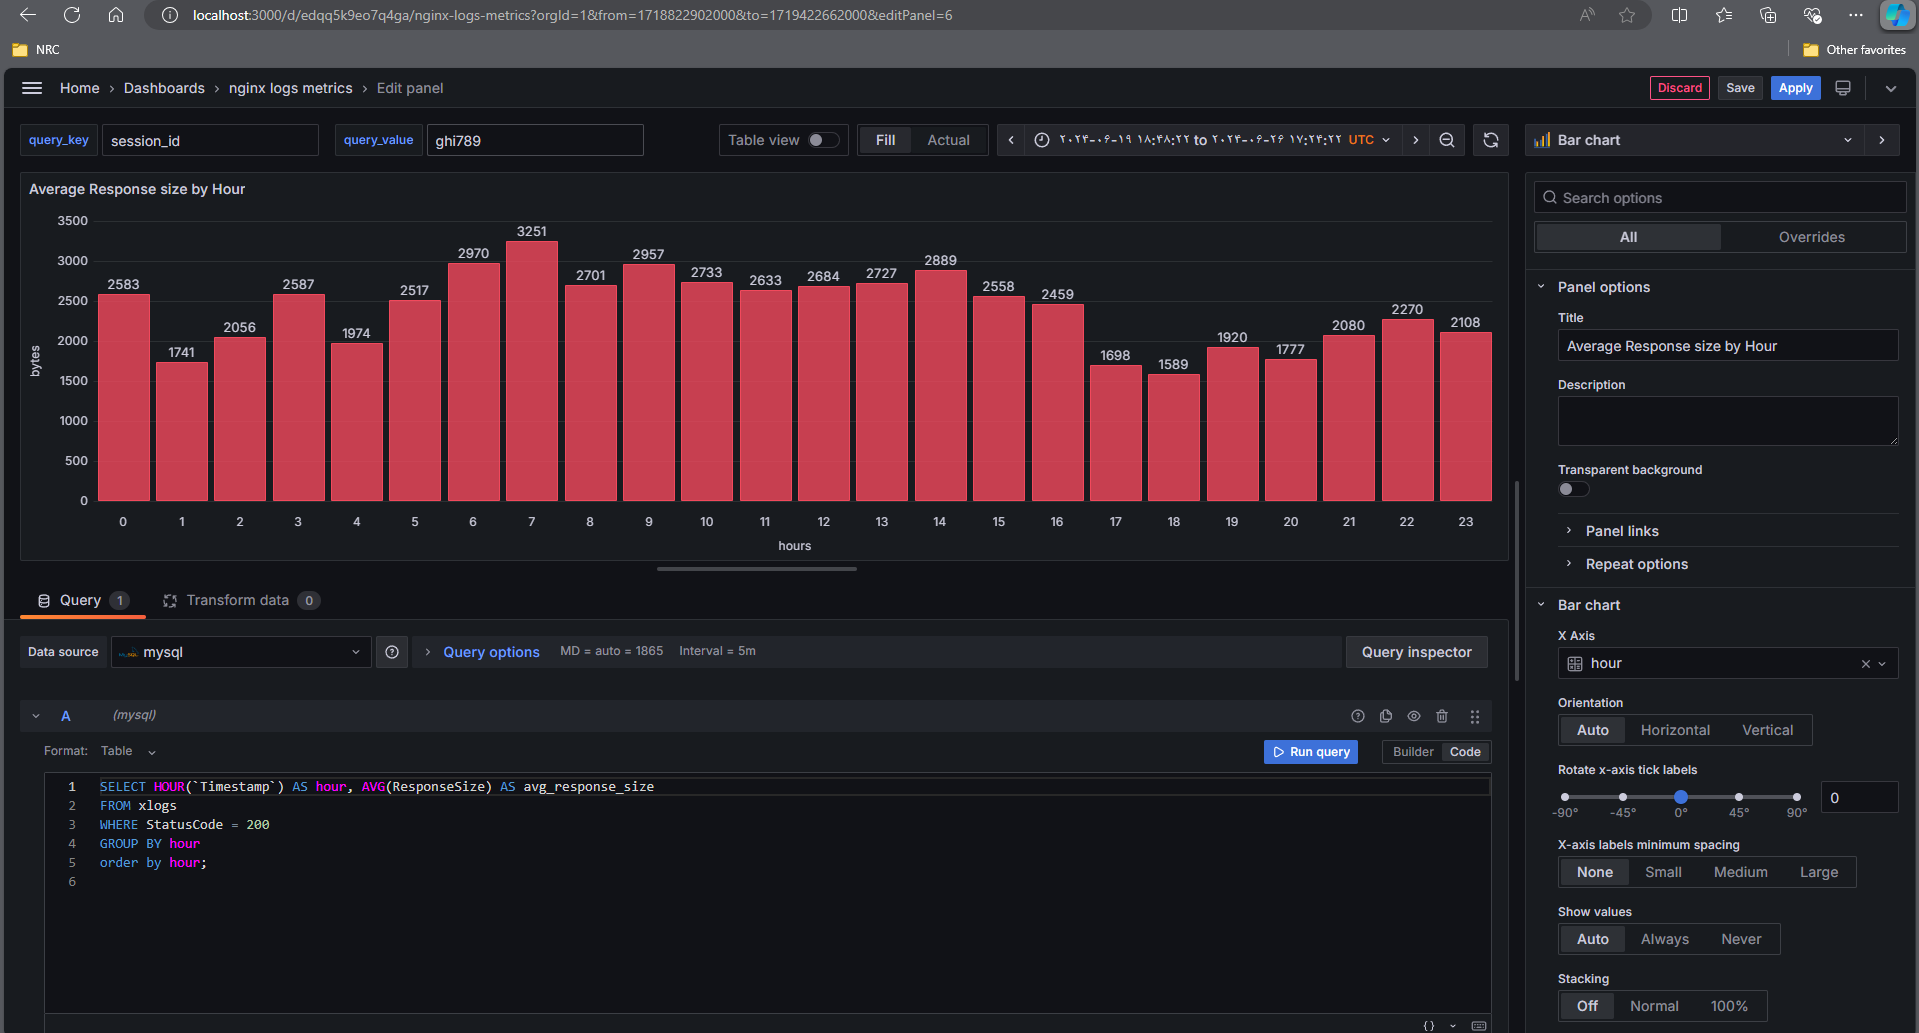 localhost:3000/d/edqq5k9eo7q4ga/nginx-logs-metrics?orgId=1&from=1718822902000&to=1719422662000&editPanel=6
NRC
Other favorites
Home › Dashboards › nginx logs metrics › Edit panel
Discard
Save
Apply
query_key
session_id
query_value
ghi789
Table view
Fill
Actual
۲۰۲۴-۰۶-۱۹ ۱۸:۴۸:۲۲ to ۲۰۲۴-۰۶-۲۶ ۱۷:۲۴:۲۲ UTC
Bar chart
Average Response size by Hour
bytes
3500
3000
2500
2000
1500
1000
500
0
2583
1741
2056
2587
1974
2517
2970
3251
2701
2957
2733
2633
2684
2727
2889
2558
2459
1698
1589
1920
1777
2080
2270
2108
0 1 2 3 4 5 6 7 8 9 10 11 12 13 14 15 16 17 18 19 20 21 22 23
hours
Query 1
Transform data 0
Data source
mysql
Query options
MD = auto = 1865
Interval = 5m
Query inspector
A
(mysql)
Format: Table
Run query
Builder
Code
1 SELECT HOUR(`Timestamp`) AS hour, AVG(ResponseSize) AS avg_response_size
2 FROM xlogs
3 WHERE StatusCode = 200
4 GROUP BY hour
5 order by hour;
6
{}
Search options
All
Overrides
Panel options
Title
Average Response size by Hour
Description
Transparent background
Panel links
Repeat options
Bar chart
X Axis
hour
Orientation
Auto
Horizontal
Vertical
Rotate x-axis tick labels
-90° -45° 0° 45° 90°
0
X-axis labels minimum spacing
None
Small
Medium
Large
Show values
Auto
Always
Never
Stacking
Off
Normal
100%